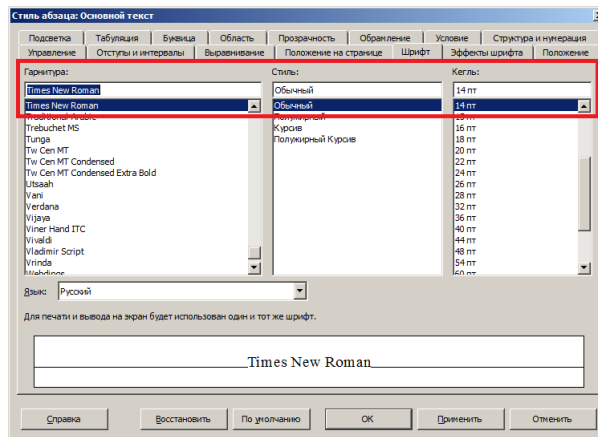 Стиль абзаца: Основной текст
Подсветка Табуляция Буквица Область Прозрачность Обрамление Условие Структура и нумерация
Управление Отступы и интервалы Выравнивание Положение на странице Шрифт Эффекты шрифта Положение
Гарнитура: Стиль: Кегль:
Times New Roman Обычный 14 пт
Times New Roman Обычный 14 пт
Traditional Arabic Полужирный 15 пт
Trebuchet MS Курсив 16 пт
Tunga Полужирный Курсив 18 пт
Tw Cen MT 20 пт
Tw Cen MT Condensed 22 пт
Tw Cen MT Condensed Extra Bold 24 пт
Utsaah 26 пт
Vani 28 пт
Verdana 32 пт
Vijaya 36 пт
Viner Hand ITC 40 пт
Vivaldi 44 пт
Vladimir Script 48 пт
Vrinda 54 пт
Webdings 60 пт
Язык: Русский
Для печати и вывода на экран будет использован один и тот же шрифт.
Times New Roman
Справка Восстановить По умолчанию ОК Применить Отменить